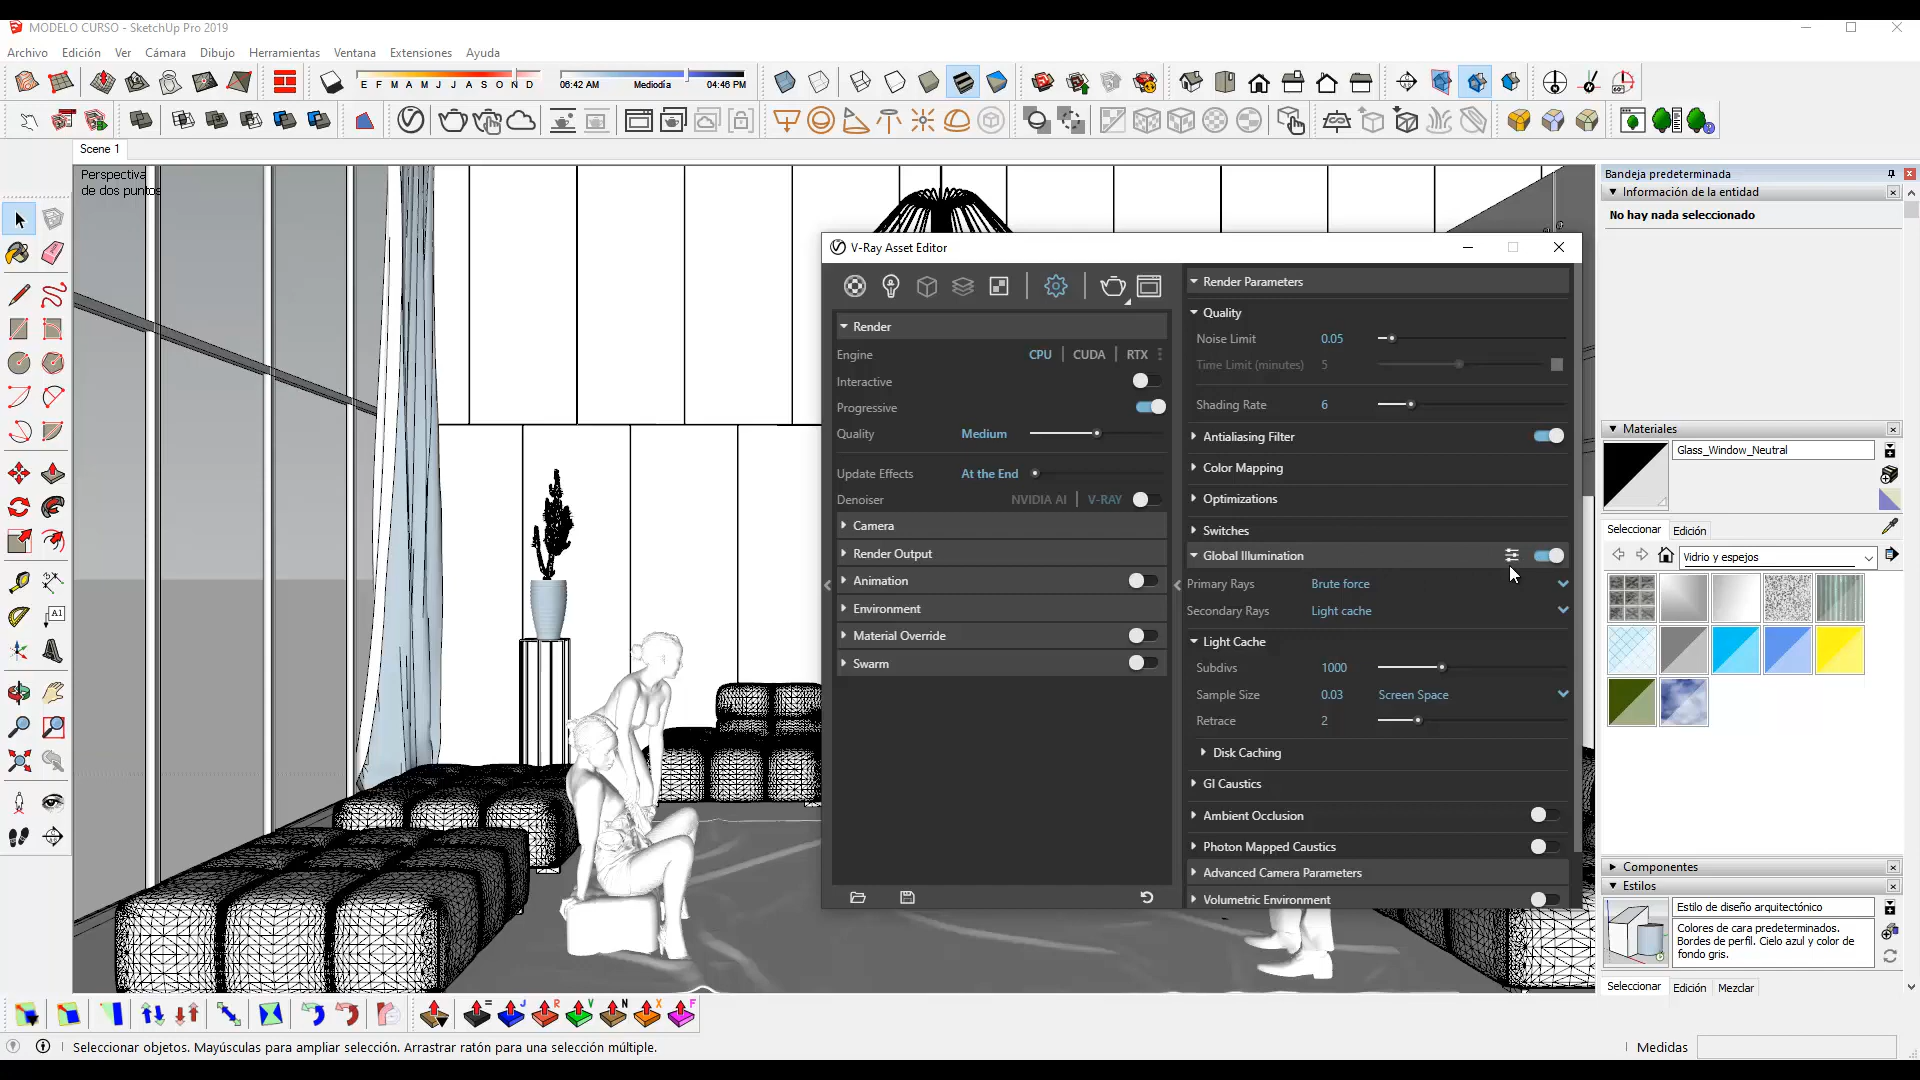 MODELO CURSO - SketchUp Pro 2019
Archivo Edición Ver Cámara Dibujo Herramientas Ventana Extensiones Ayuda
E F M A M J J A S O N D 06:42 AM Mediodía 04:46 PM
Scene 1
Perspectiva
de dos puntos
Bandeja predeterminada
Información de la entidad
No hay nada seleccionado
V-Ray Asset Editor
Render
Engine CPU CUDA RTX
Interactive
Progressive
Quality Medium
Update Effects At the End
Denoiser NVIDIA AI V-RAY
Camera
Render Output
Animation
Environment
Material Override
Swarm
Render Parameters
Quality
Noise Limit 0.05
Time Limit (minutes) 5
Shading Rate 6
Antialiasing Filter
Color Mapping
Optimizations
Switches
Global Illumination
Primary Rays Brute force
Secondary Rays Light cache
Light Cache
Subdivs 1000
Sample Size 0.03 Screen Space
Retrace 2
Disk Caching
GI Caustics
Ambient Occlusion
Photon Mapped Caustics
Advanced Camera Parameters
Volumetric Environment
Materials
Glass_Window_Neutral
Seleccionar Edición
Vidrio y espejos
Componentes
Estilos
Estilo de diseño arquitectónico
Colores de cara predeterminados.
Bordes de perfil. Cielo azul y color de
fondo gris.
Seleccionar Edición Mezclar
A1
= J R V N X F
Seleccionar objetos. Mayúsculas para ampliar selección. Arrastrar ratón para una selección múltiple.
Medidas